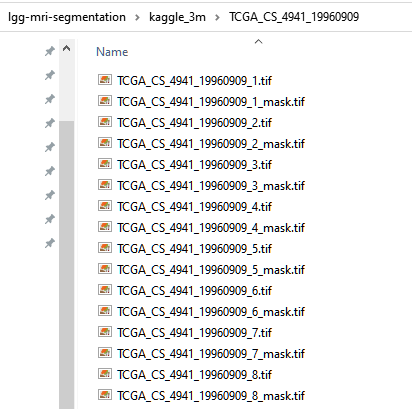 lgg-mri-segmentation > kaggle_3m > TCGA_CS_4941_19960909
Name
TCGA_CS_4941_19960909_1.tif
TCGA_CS_4941_19960909_1_mask.tif
TCGA_CS_4941_19960909_2.tif
TCGA_CS_4941_19960909_2_mask.tif
TCGA_CS_4941_19960909_3.tif
TCGA_CS_4941_19960909_3_mask.tif
TCGA_CS_4941_19960909_4.tif
TCGA_CS_4941_19960909_4_mask.tif
TCGA_CS_4941_19960909_5.tif
TCGA_CS_4941_19960909_5_mask.tif
TCGA_CS_4941_19960909_6.tif
TCGA_CS_4941_19960909_6_mask.tif
TCGA_CS_4941_19960909_7.tif
TCGA_CS_4941_19960909_7_mask.tif
TCGA_CS_4941_19960909_8.tif
TCGA_CS_4941_19960909_8_mask.tif